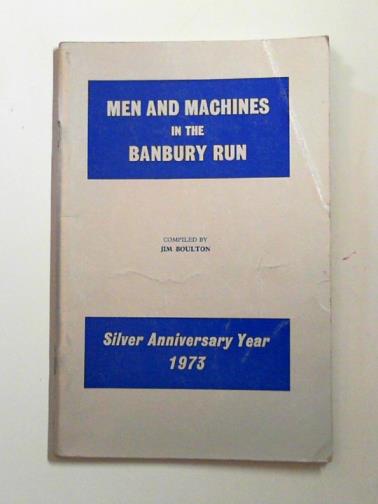 MEN AND MACHINES
IN THE
BANBURY RUN
COMPILED BY
JIM BOULTON
Silver Anniversary Year
1973